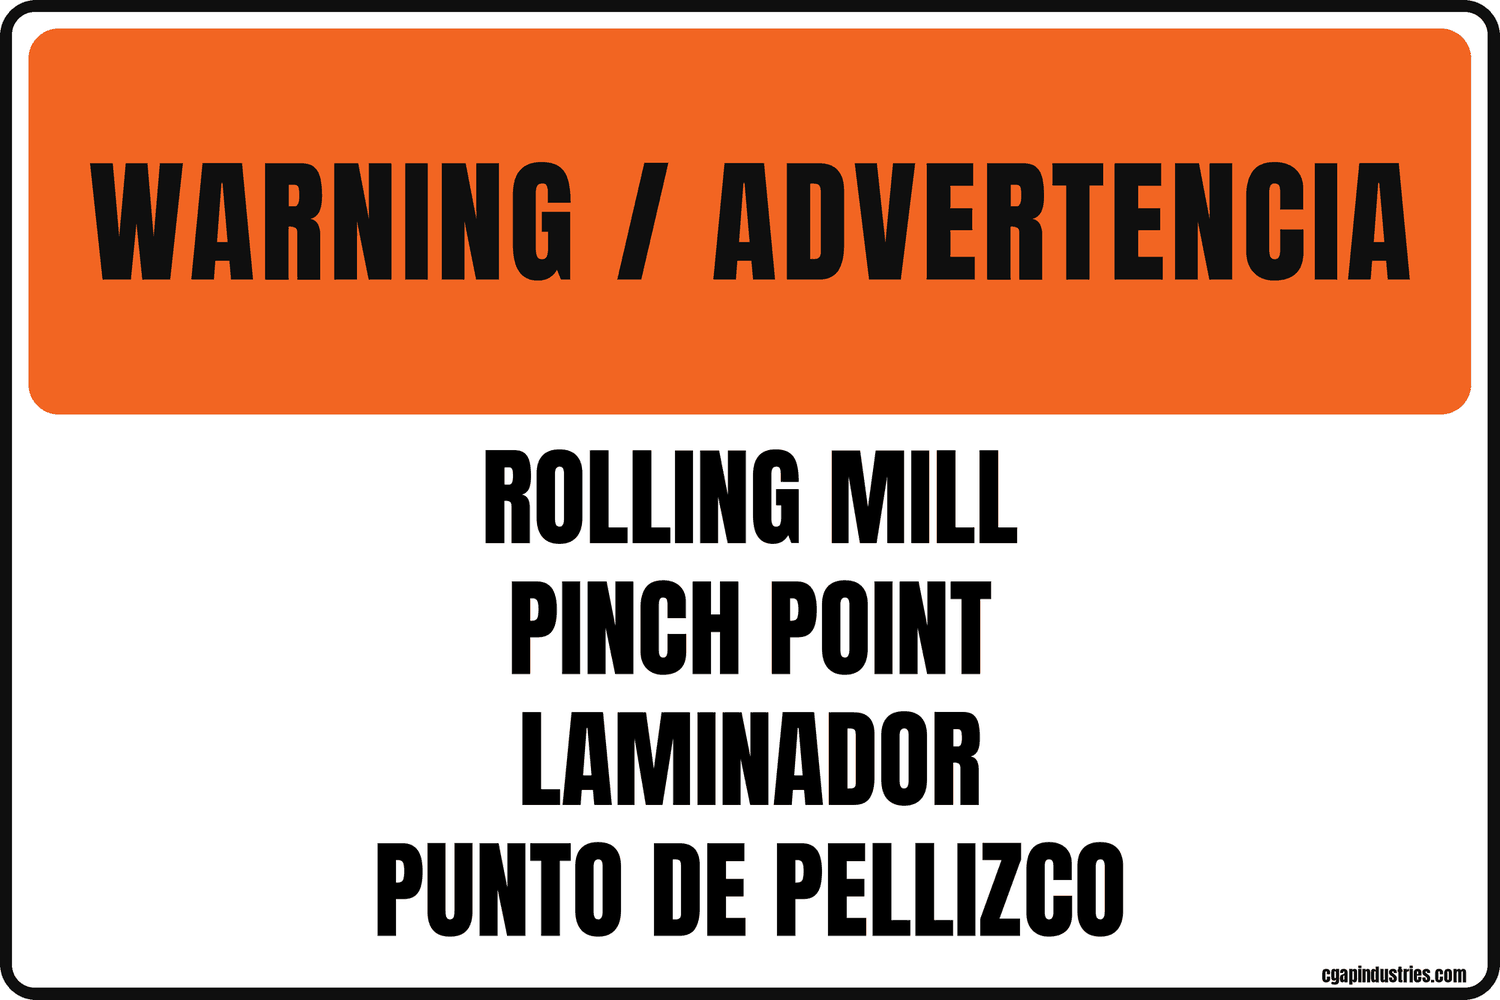 WARNING / ADVERTENCIA
ROLLING MILL
PINCH POINT
LAMINADOR
PUNTO DE PELLIZCO
cgapindustries.com